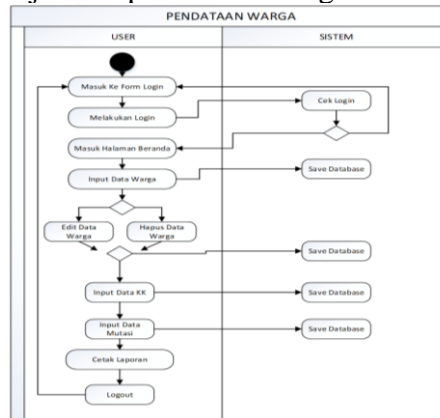 PENDATAAN WARGA
USER
SISTEM
Masuk Ke Form Login
Cek Login
Melakukan Login
Masuk Halaman Beranda
Input Data Warga
Save Database
Edit Data
Warga
Hapus Data
Warga
Save Database
Input Data KK
Save Database
Input Data
Mutasi
Save Database
Cetak Laporan
Logout